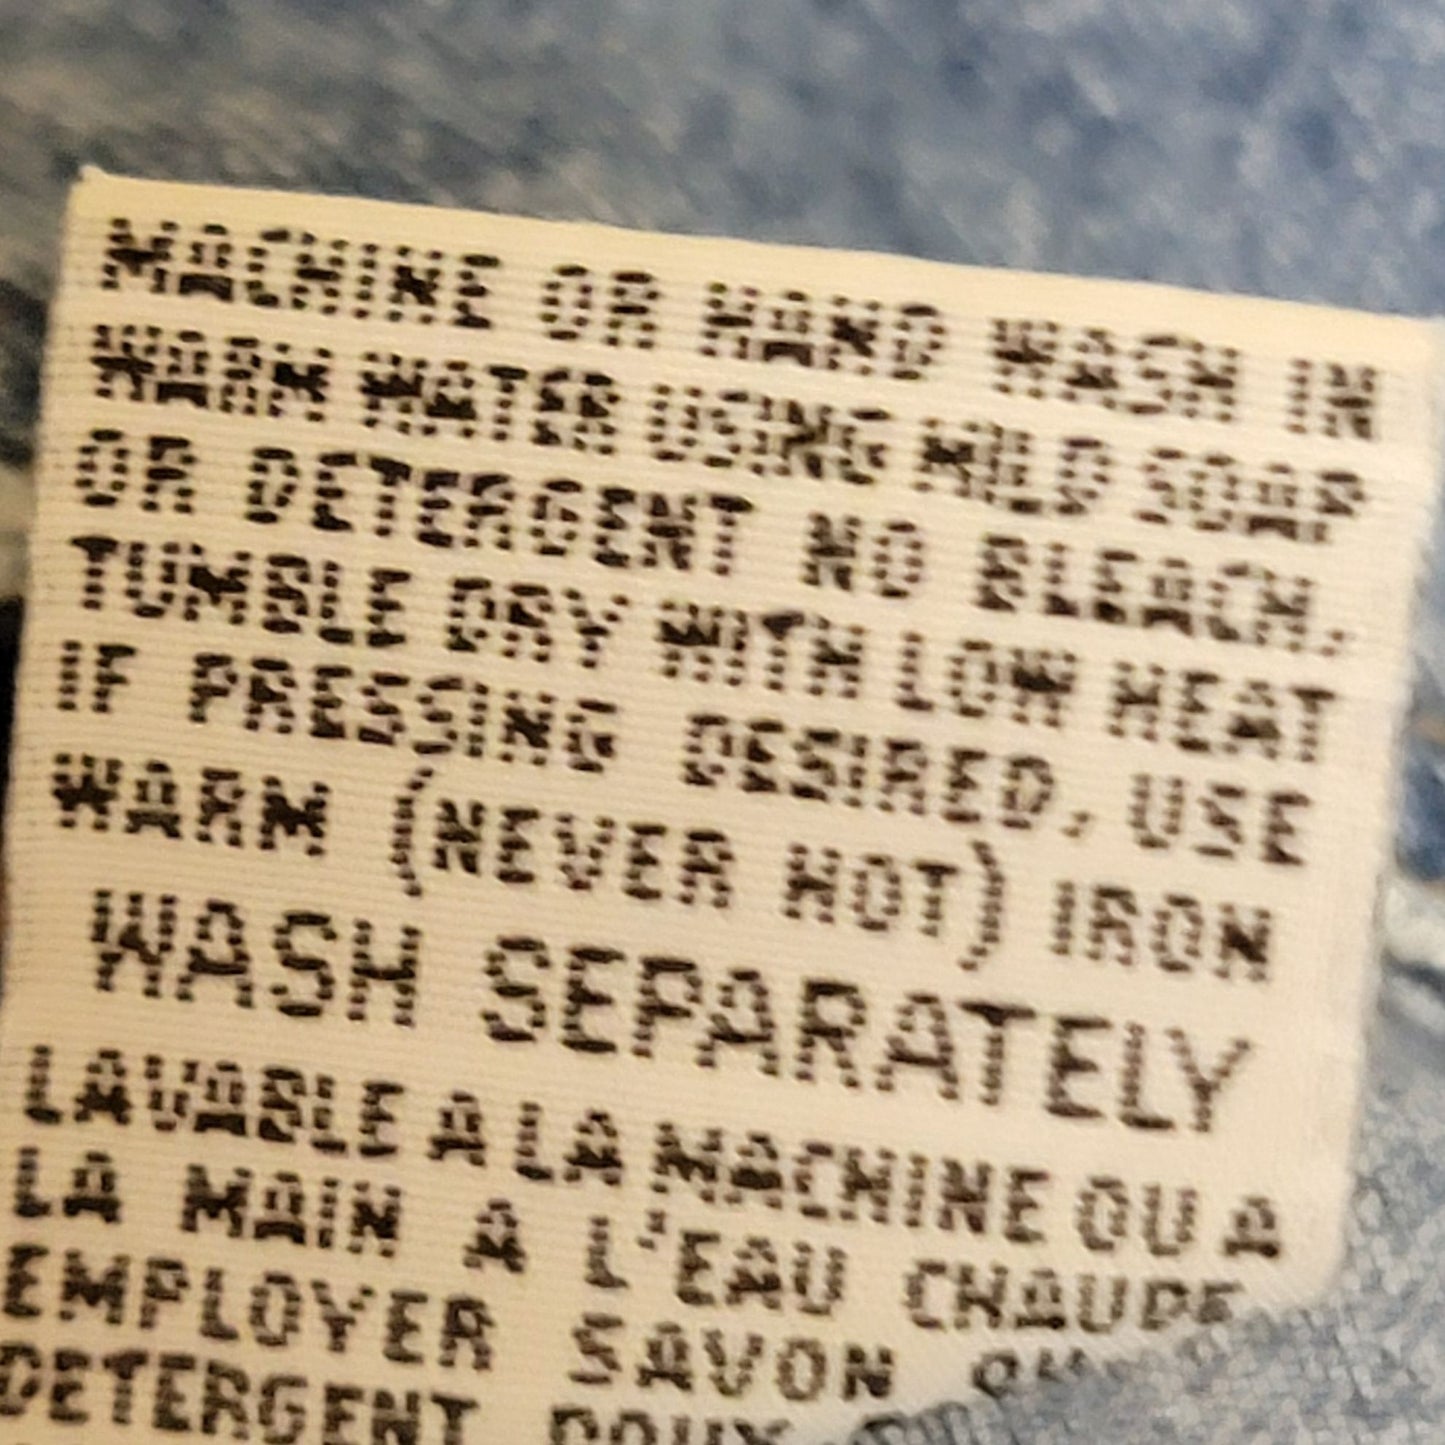 MACHINE OR HAND WASH IN
WARM WATER USING MILD SOAP
OR DETERGENT NO BLEACH.
TUMBLE DRY WITH LOW HEAT
IF PRESSING DESIRED, USE
WARM (NEVER HOT) IRON
WASH SEPARATELY
LAVABLE A LA MACHINE OU A
LA MAIN A L'EAU CHAUDE
EMPLOYER SAVON OU
DETERGENT DOUX